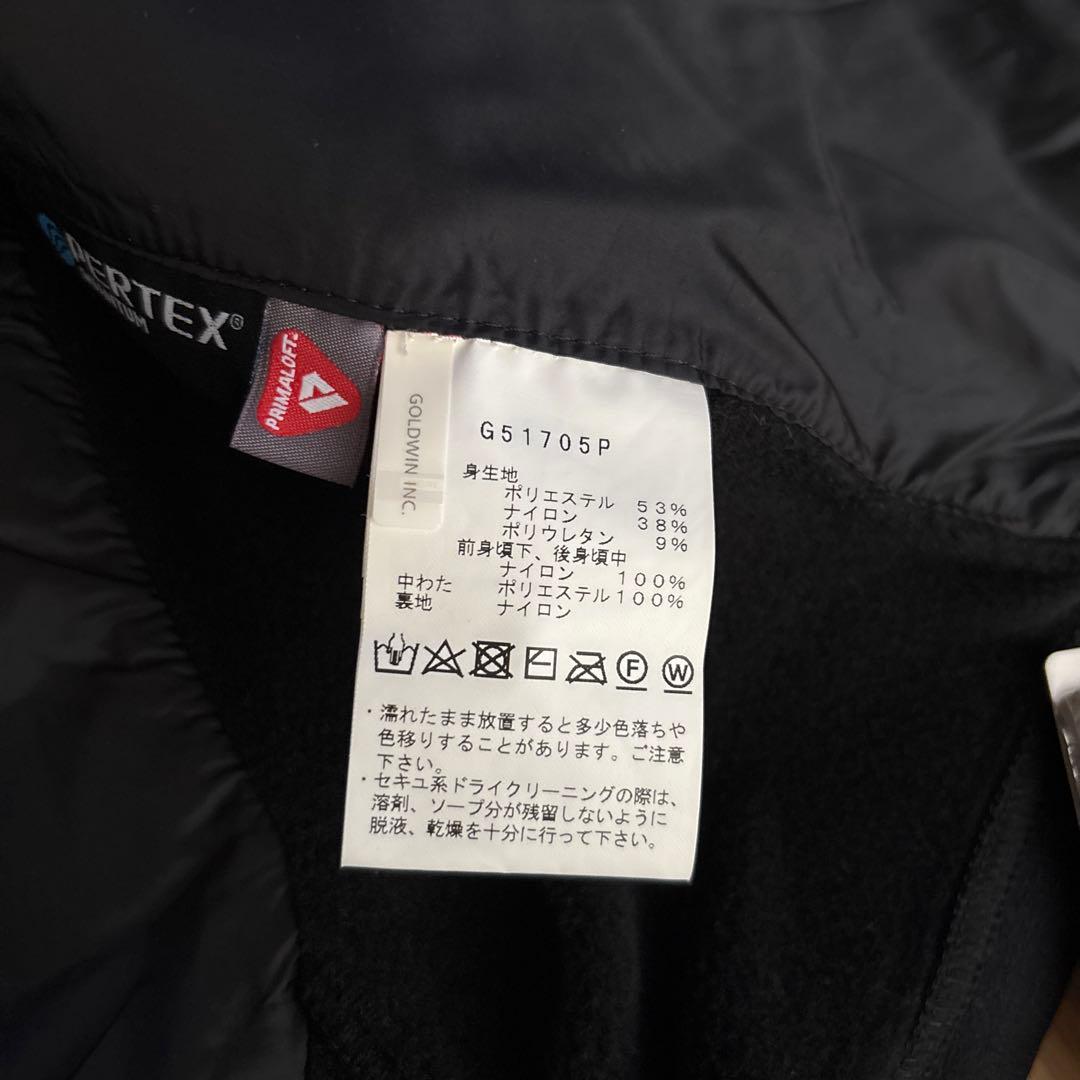 PERTEX®
PRIMALOFT
GOLDWIN INC.
G51705P
身生地
ポリエステル 53%
ナイロン 38%
ポリウレタン 9%
前身頃下、後身頃中
ナイロン 100%
中わた ポリエステル100%
裏地 ナイロン
F W
・濡れたまま放置すると多少色落ちや
色移りすることがあります。ご注意
下さい。
・セキユ系ドライクリーニングの際は、
溶剤、ソープ分が残留しないように
脱液、乾燥を十分に行って下さい。